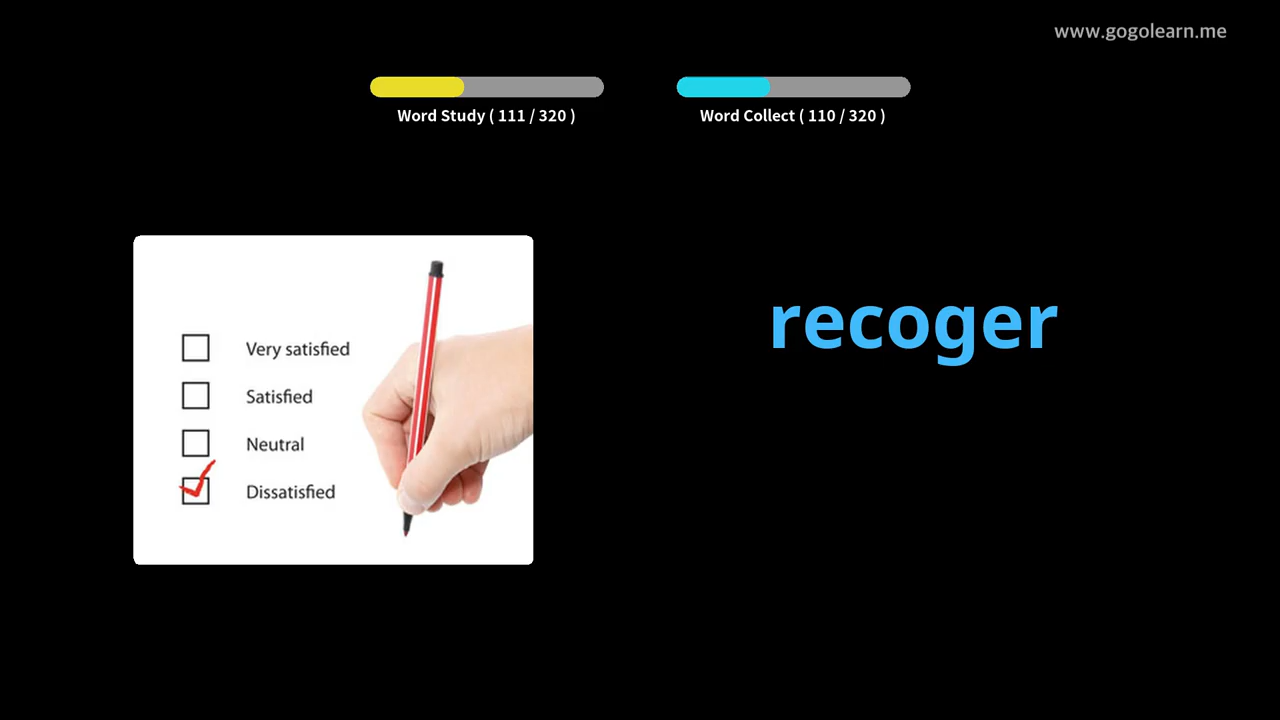 www.gogolearn.me
Word Study ( 111 / 320 )
Word Collect ( 110 / 320 )
recoger
Very satisfied
Satisfied
Neutral
Dissatisfied